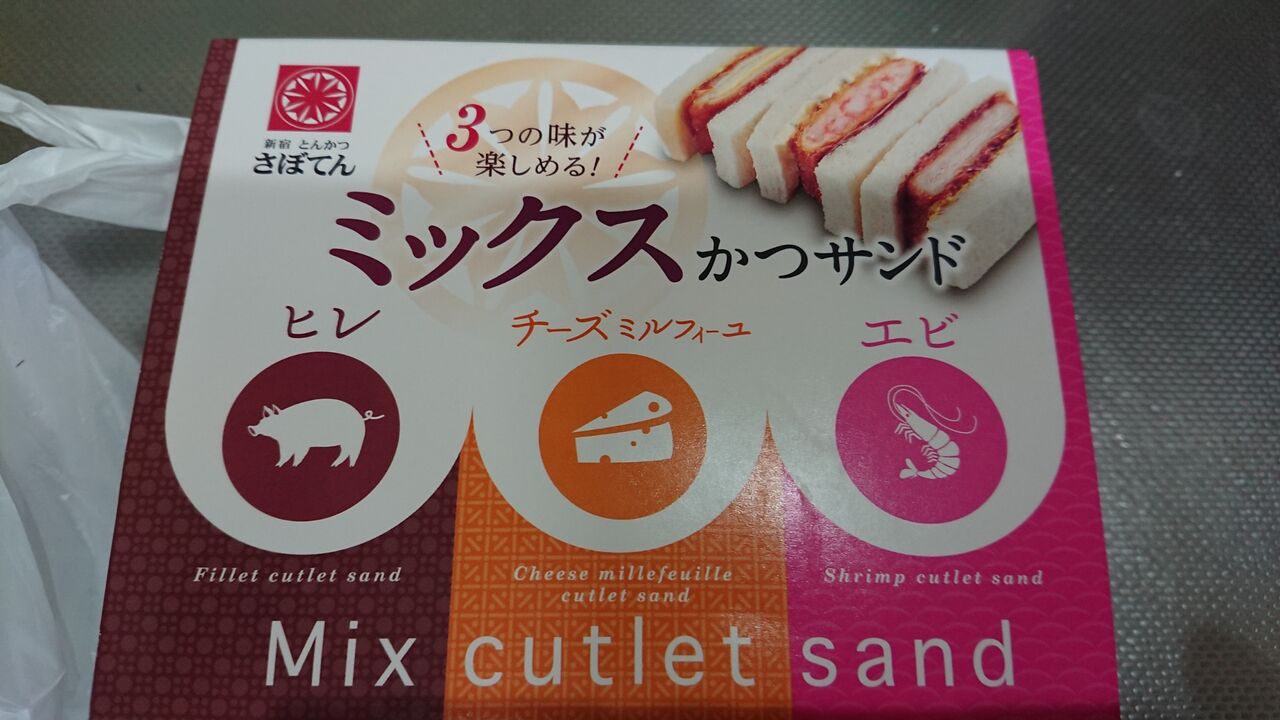 新宿 とんかつ
さぼてん
3つの味が
楽しめる!
ミックスかつサンド
ヒレ
チーズミルフィーユ
エビ
Fillet cutlet sand
Cheese millefeuille
cutlet sand
Shrimp cutlet sand
Mix cutlet sand